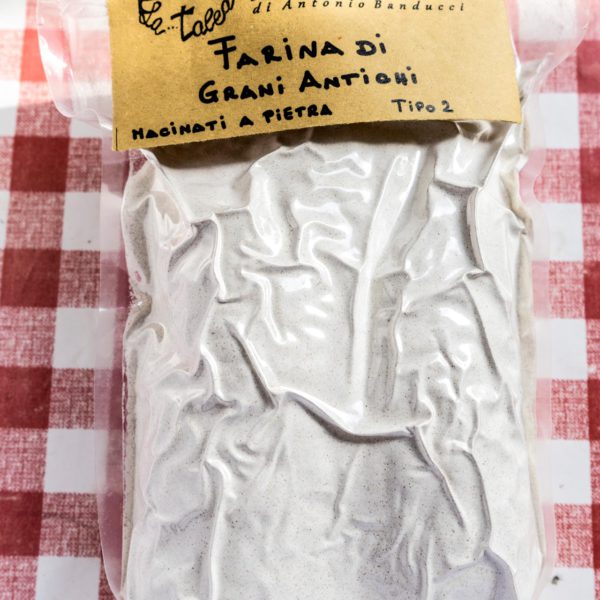 di Antonio Banducci
FARINA DI
GRANI ANTICHI
MACINATI A PIETRA TIPO 2